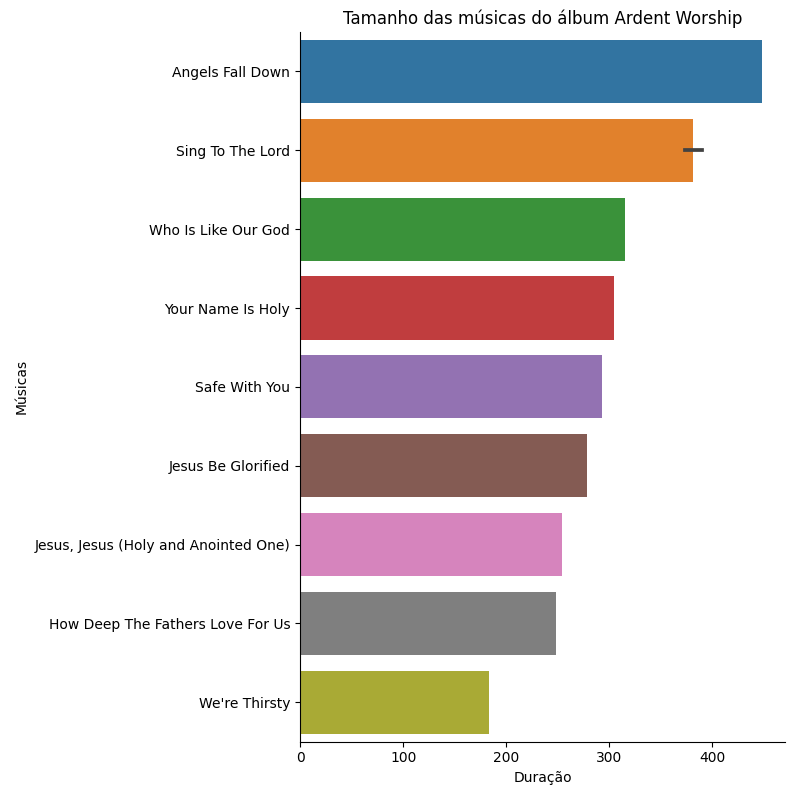 Tamanho das músicas do álbum Ardent Worship
Angels Fall Down
Sing To The Lord
Who Is Like Our God
Your Name Is Holy
Safe With You
Jesus Be Glorified
Jesus, Jesus (Holy and Anointed One)
How Deep The Fathers Love For Us
We're Thirsty
Músicas
0 100 200 300 400
Duração